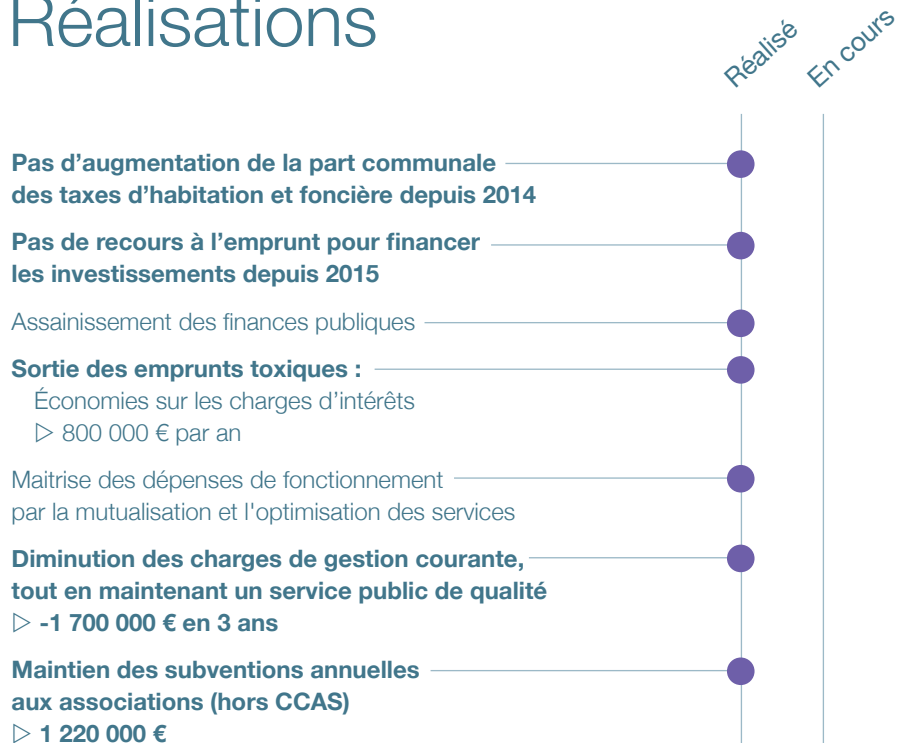 Réalisations
Réalisé
En cours
Pas d’augmentation de la part communale
des taxes d’habitation et foncière depuis 2014
Pas de recours à l’emprunt pour financer
les investissements depuis 2015
Assainissement des finances publiques
Sortie des emprunts toxiques :
Économies sur les charges d’intérêts
▷ 800 000 € par an
Maitrise des dépenses de fonctionnement
par la mutualisation et l'optimisation des services
Diminution des charges de gestion courante,
tout en maintenant un service public de qualité
▷ -1 700 000 € en 3 ans
Maintien des subventions annuelles
aux associations (hors CCAS)
▷ 1 220 000 €